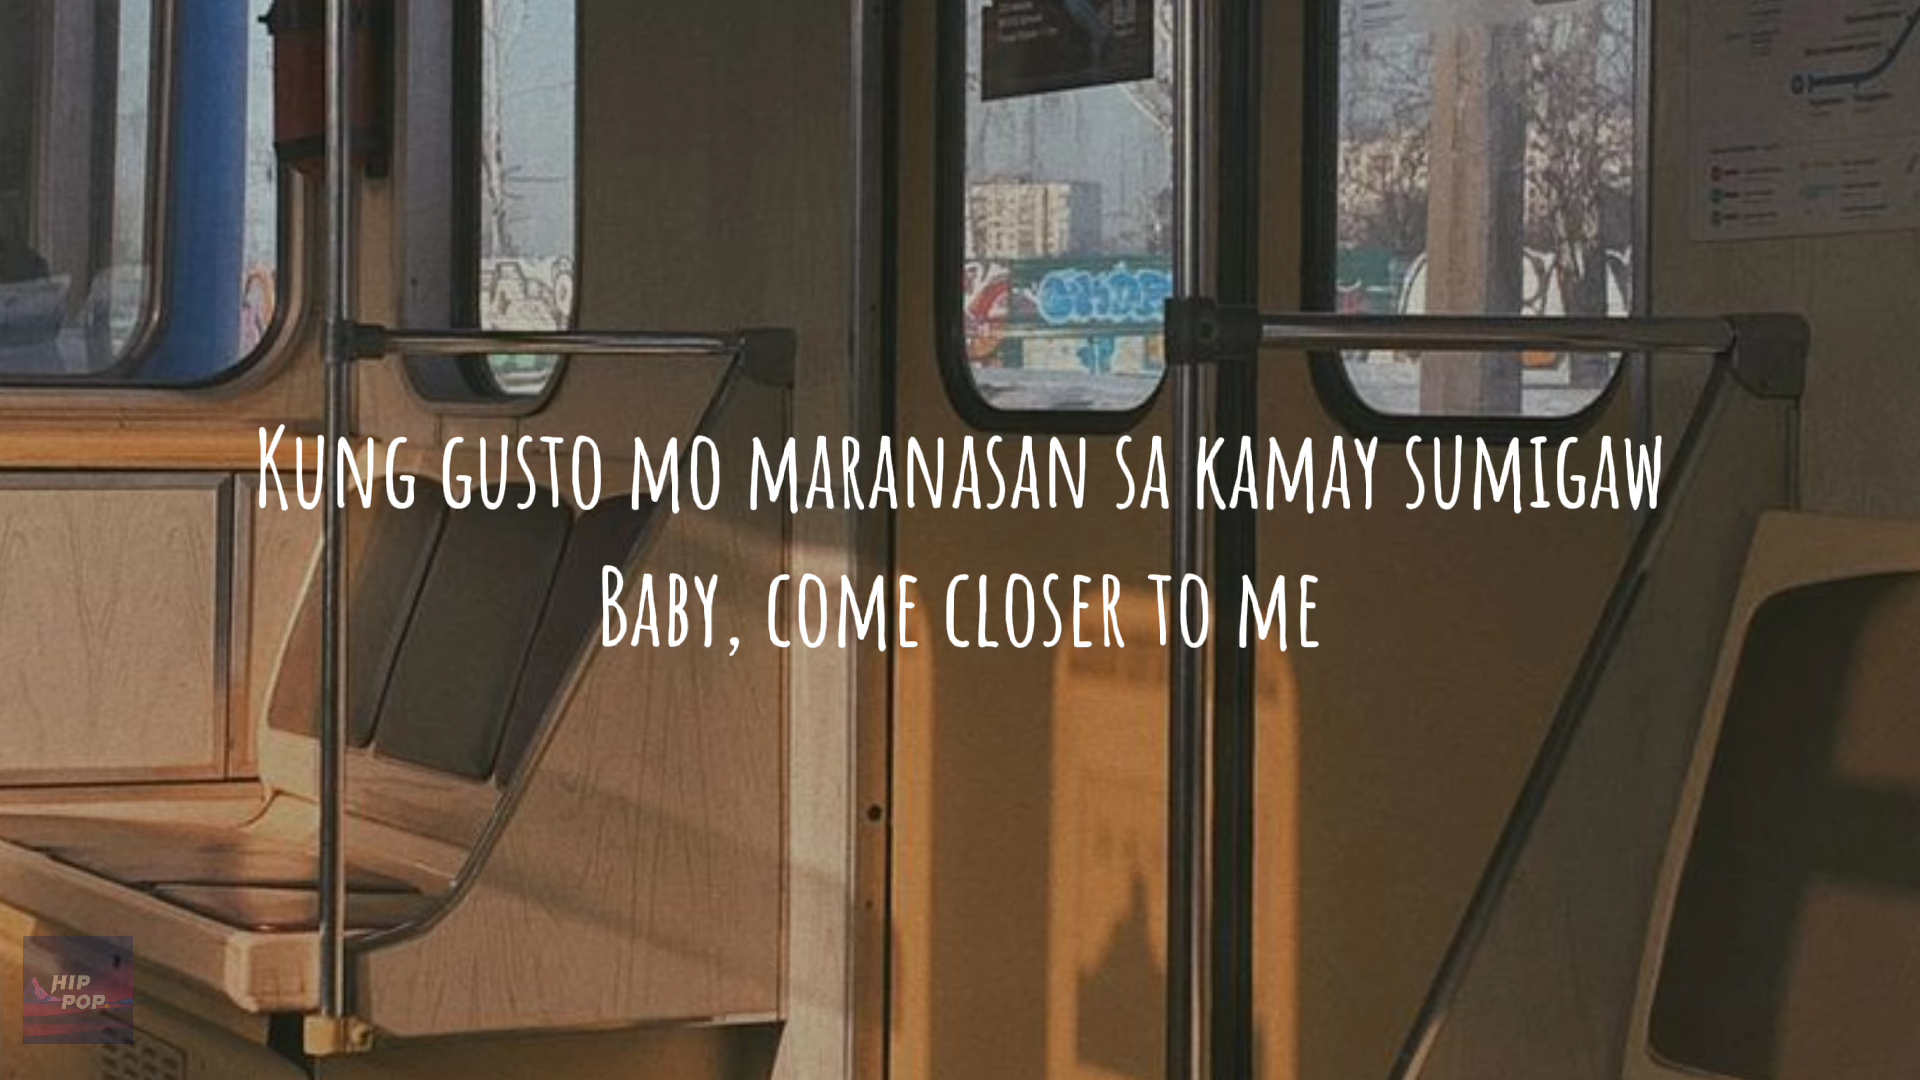 Kung gusto mo maranasan sa kamay sumigaw
Baby, come closer to me
HIP
POP